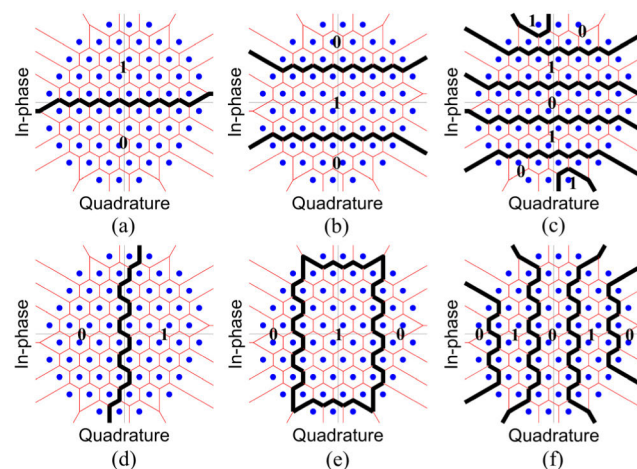 In-phase
1
0
Quadrature
(a)
In-phase
0
1
0
Quadrature
(b)
In-phase
1
0
1
0
1
0
1
Quadrature
(c)
In-phase
0 1
Quadrature
(d)
In-phase
1 0
Quadrature
(e)
In-phase
0 1 0 1 0
Quadrature
(f)